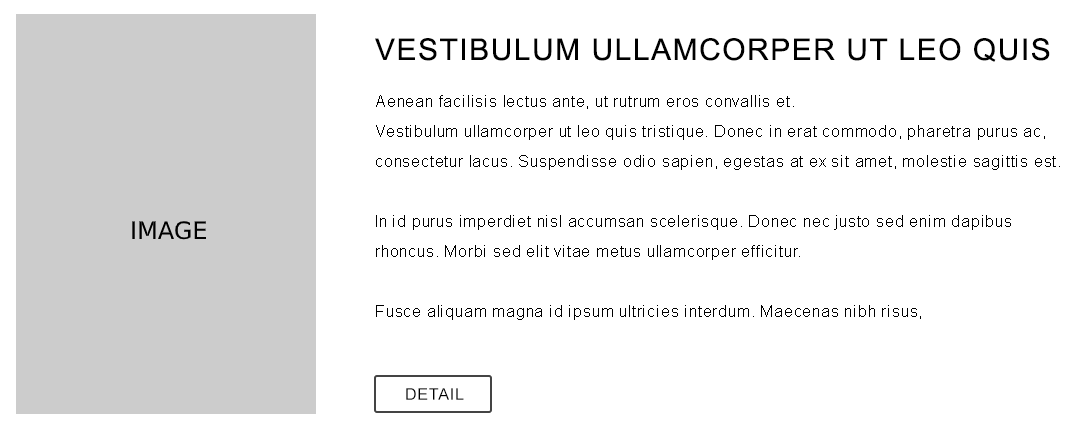 IMAGE
VESTIBULUM ULLAMCORPER UT LEO QUIS
Aenean facilisis lectus ante, ut rutrum eros convallis et.
Vestibulum ullamcorper ut leo quis tristique. Donec in erat commodo, pharetra purus ac,
consectetur lacus. Suspendisse odio sapien, egestas at ex sit amet, molestie sagittis est.
In id purus imperdiet nisl accumsan scelerisque. Donec nec justo sed enim dapibus
rhoncus. Morbi sed elit vitae metus ullamcorper efficitur.
Fusce aliquam magna id ipsum ultricies interdum. Maecenas nibh risus,
DETAIL